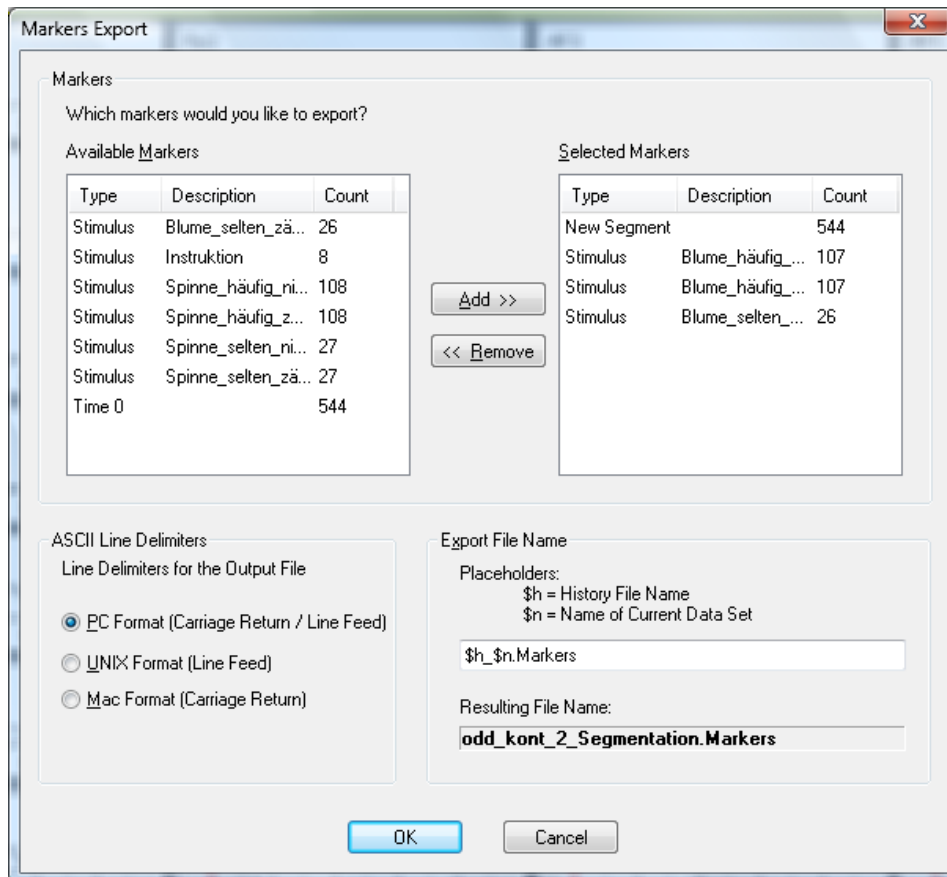 Markers Export
Markers
Which markers would you like to export?
Available Markers
Type Description Count
Stimulus Blume_selten_zä... 26
Stimulus Instruktion 8
Stimulus Spinne_häufig_ni... 108
Stimulus Spinne_häufig_z... 108
Stimulus Spinne_selten_ni... 27
Stimulus Spinne_selten_zä... 27
Time 0 544
Add >>
<< Remove
Selected Markers
Type Description Count
New Segment 544
Stimulus Blume_häufig_... 107
Stimulus Blume_häufig_... 107
Stimulus Blume_selten_... 26
ASCII Line Delimiters
Line Delimiters for the Output File
PC Format (Carriage Return / Line Feed)
UNIX Format (Line Feed)
Mac Format (Carriage Return)
Export File Name
Placeholders:
$h = History File Name
$n = Name of Current Data Set
$h_$n.Markers
Resulting File Name:
odd_kont_2_Segmentation.Markers
OK
Cancel